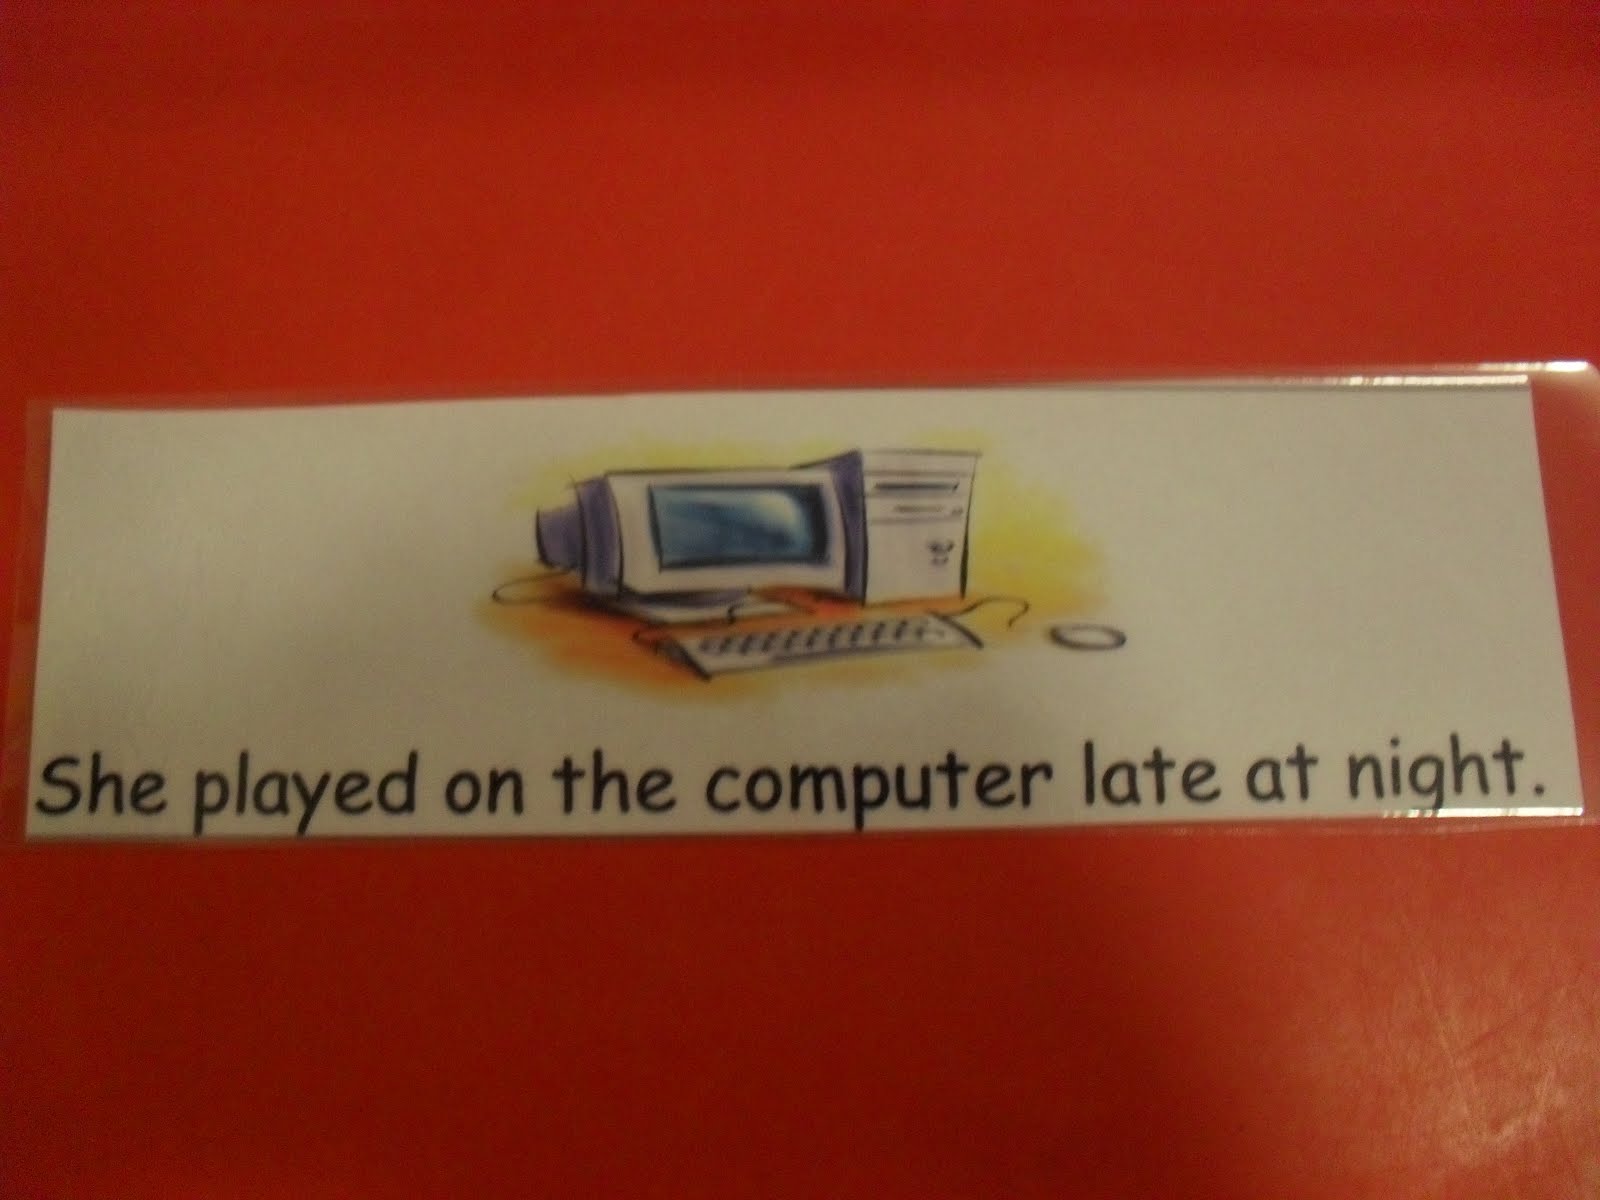 She played on the computer late at night.